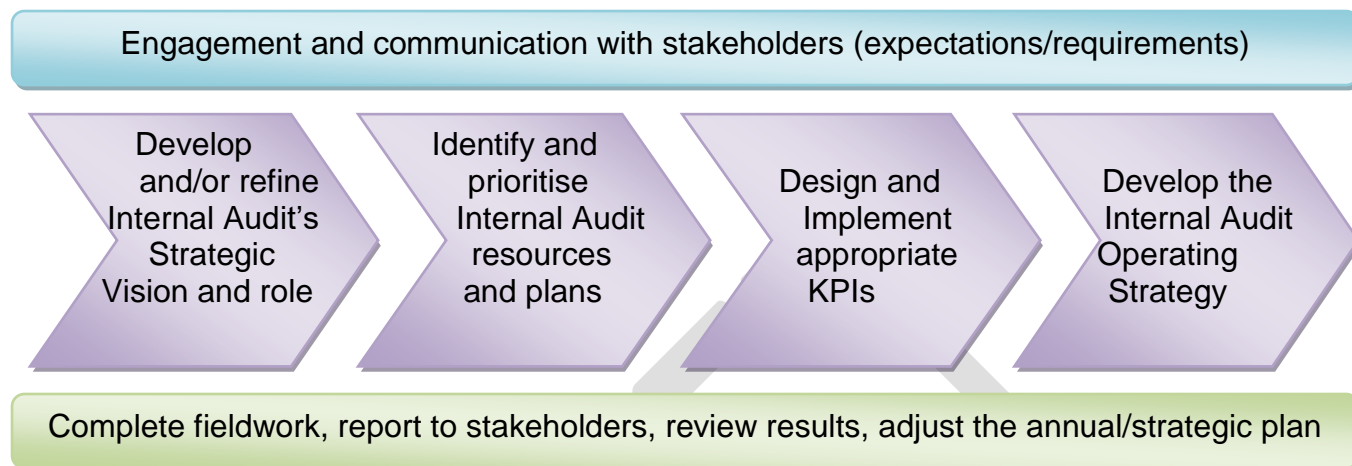 Engagement and communication with stakeholders (expectations/requirements)
Develop
and/or refine
Internal Audit’s
Strategic
Vision and role
Identify and
prioritise
Internal Audit
resources
and plans
Design and
Implement
appropriate
KPIs
Develop the
Internal Audit
Operating
Strategy
Complete fieldwork, report to stakeholders, review results, adjust the annual/strategic plan